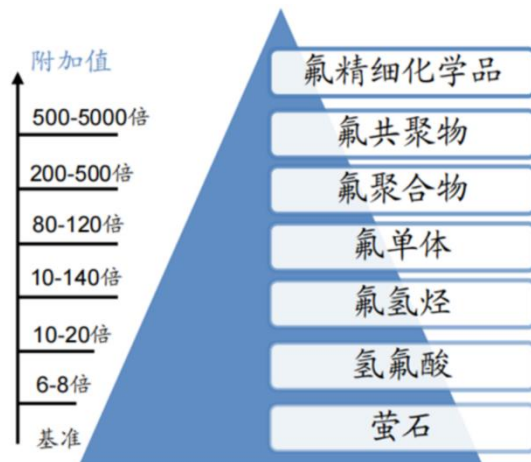 附加值
500-5000倍
200-500倍
80-120倍
10-140倍
10-20倍
6-8倍
基准
氟精细化学品
氟共聚物
氟聚合物
氟单体
氟氢烃
氢氟酸
萤石